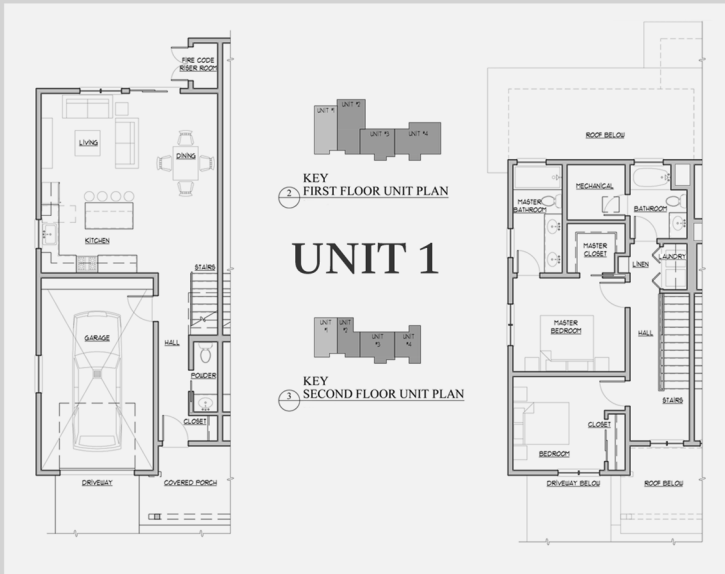 FIRE CODE
RISER ROOM
LIVING
DINING
KITCHEN
STAIRS
GARAGE
HALL
POWDER
CLOSET
DRIVEWAY
COVERED PORCH
UNIT #1
UNIT #2
UNIT #3
UNIT #4
KEY
2 FIRST FLOOR UNIT PLAN
UNIT 1
UNIT
#1
UNIT
#2
UNIT
#3
UNIT
#4
KEY
3 SECOND FLOOR UNIT PLAN
ROOF BELOW
MECHANICAL
MASTER
BATHROOM
BATHROOM
MASTER
CLOSET
LINEN
LAUNDRY
MASTER
BEDROOM
HALL
STAIRS
CLOSET
BEDROOM
DRIVEWAY BELOW
ROOF BELOW